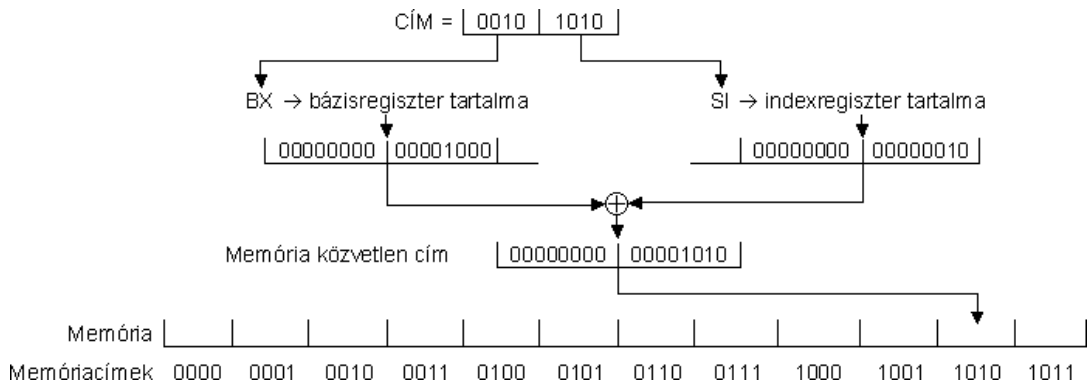 CÍM = 0010 1010
BX → bázisregiszter tartalma SI → indexregiszter tartalma
00000000 00001000 00000000 00000010
Memória közvetlen cím 00000000 00001010
Memória
Memóriacímek 0000 0001 0010 0011 0100 0101 0110 0111 1000 1001 1010 1011